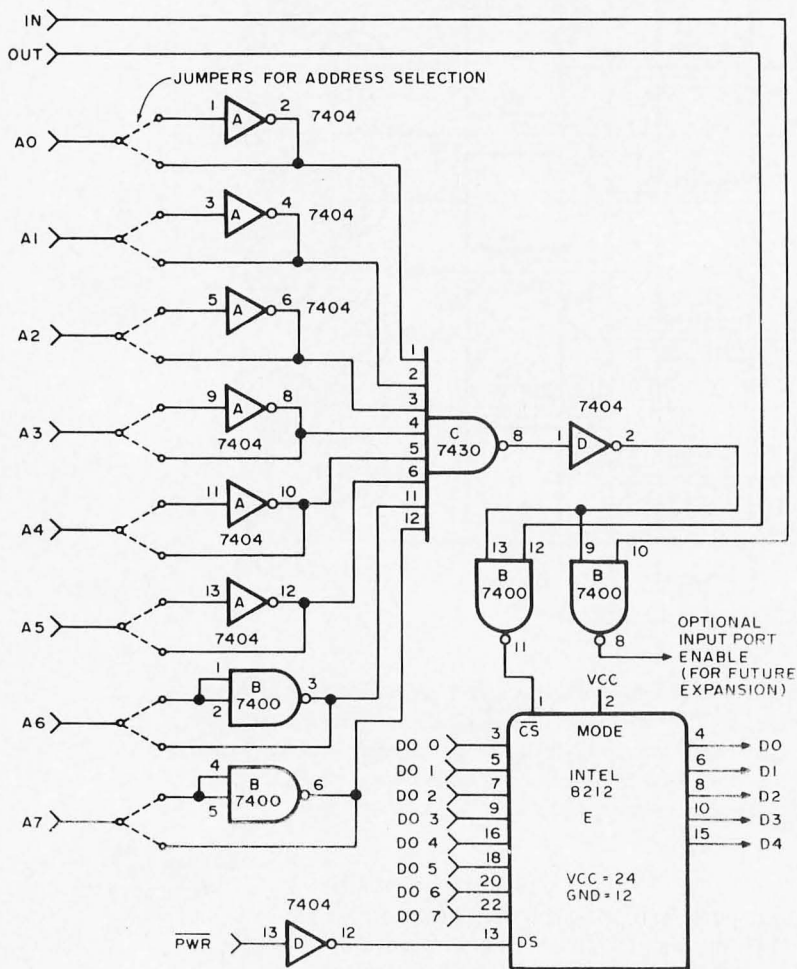 IN
OUT
JUMPERS FOR ADDRESS SELECTION
1 A 2 7404
A0
3 A 4 7404
A1
5 A 6 7404
A2
9 A 8
A3
7404
11 A 10
A4
7404
13 A 12
A5
7404
1
2
3
4
5
6
11
12
C
7430
8
7404
1 D 2
13 12
B
7400
11
9 10
B
7400
8
OPTIONAL
INPUT PORT
ENABLE
(FOR FUTURE
EXPANSION)
1
2
B
7400
3
A6
4
5
B
7400
6
A7
VCC
1 2
C̅S̅ MODE
INTEL
8212
E
VCC = 24
GND = 12
DO 0 3
DO 1 5
DO 2 7
DO 3 9
DO 4 16
DO 5 18
DO 6 20
DO 7 22
4 D0
6 D1
8 D2
10 D3
15 D4
7404
P̅W̅R̅ 13 D 12
13 DS